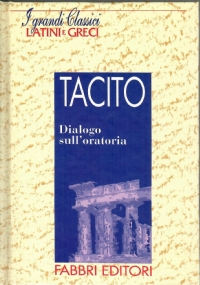 I grandi Classici
LATINI E GRECI
TACITO
Dialogo
sull'oratoria
FABBRI EDITORI